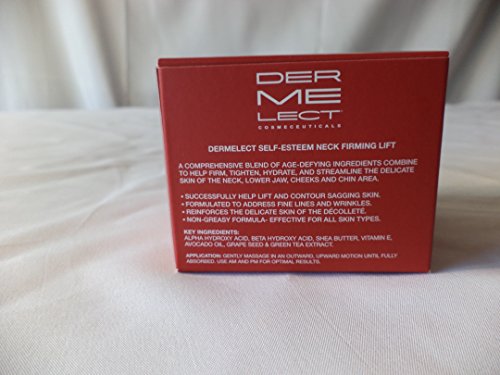 DER
ME
LECT
COSMECEUTICALS
DERMELECT SELF-ESTEEM NECK FIRMING LIFT
A COMPREHENSIVE BLEND OF AGE-DEFYING INGREDIENTS COMBINE
TO HELP FIRM, TIGHTEN, HYDRATE, AND STREAMLINE THE DELICATE
SKIN OF THE NECK, LOWER JAW, CHEEKS AND CHIN AREA.
• SUCCESSFULLY HELP LIFT AND CONTOUR SAGGING SKIN.
• FORMULATED TO ADDRESS FINE LINES AND WRINKLES.
• REINFORCES THE DELICATE SKIN OF THE DÉCOLLETÉ.
• NON-GREASY FORMULA- EFFECTIVE FOR ALL SKIN TYPES.
KEY INGREDIENTS:
ALPHA HYDROXY ACID, BETA HYDROXY ACID, SHEA BUTTER, VITAMIN E,
AVOCADO OIL, GRAPE SEED & GREEN TEA EXTRACT.
APPLICATION: GENTLY MASSAGE IN AN OUTWARD, UPWARD MOTION UNTIL FULLY
ABSORBED. USE AM AND PM FOR OPTIMAL RESULTS.